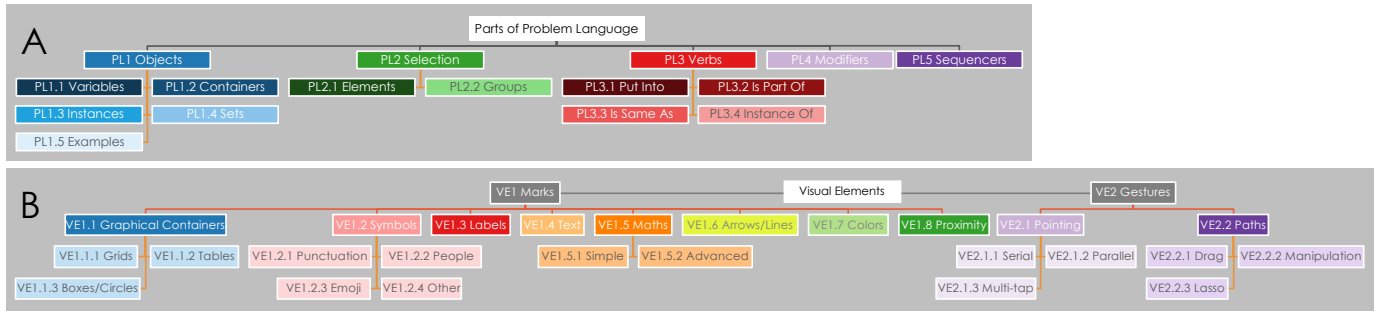 A
Parts of Problem Language
PL1 Objects PL2 Selection PL3 Verbs PL4 Modifiers PL5 Sequencers
PL1.1 Variables PL1.2 Containers PL2.1 Elements PL2.2 Groups PL3.1 Put Into PL3.2 Is Part Of
PL1.3 Instances PL1.4 Sets PL3.3 Is Same As PL3.4 Instance Of
PL1.5 Examples
B
VE1 Marks Visual Elements VE2 Gestures
VE1.1 Graphical Containers VE1.2 Symbols VE1.3 Labels VE1.4 Text VE1.5 Maths VE1.6 Arrows/Lines VE1.7 Colors VE1.8 Proximity VE2.1 Pointing VE2.2 Paths
VE1.1.1 Grids VE1.1.2 Tables VE1.2.1 Punctuation VE1.2.2 People VE1.5.1 Simple VE1.5.2 Advanced VE2.1.1 Serial VE2.1.2 Parallel VE2.2.1 Drag VE2.2.2 Manipulation
VE1.1.3 Boxes/Circles VE1.2.3 Emoji VE1.2.4 Other VE2.1.3 Multi-tap VE2.2.3 Lasso